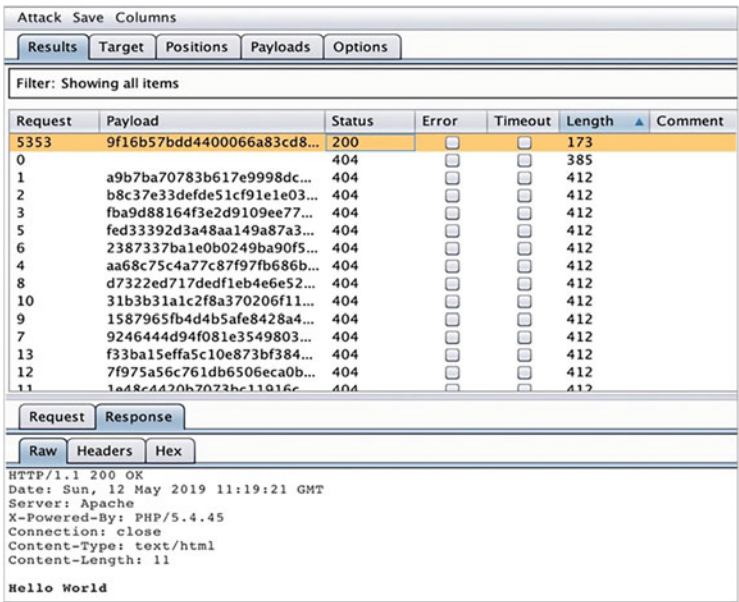 Attack Save Columns
Results Target Positions Payloads Options
Filter: Showing all items
Request Payload Status Error Timeout Length Comment
5353 9f16b57bdd4400066a83cd8... 200 173
0 404 385
1 a9b7ba70783b617e9998dc... 404 412
2 b8c37e33defde51cf91e1e03... 404 412
3 fba9d88164f3e2d9109ee77... 404 412
5 fed33392d3a48aa149a87a3... 404 412
6 2387337ba1e0b0249ba90f5... 404 412
4 aa68c75c4a77c87f97fb686b... 404 412
8 d7322ed717dedf1eb4e6e52... 404 412
10 31b3b31a1c2f8a370206f11... 404 412
9 1587965fb4d4b5afe8428a4... 404 412
7 9246444d94f081e3549803... 404 412
13 f33ba15effa5c10e873bf384... 404 412
12 7f975a56c761db6506eca0b... 404 412
11 1e48c4420b7073bc11916c... 404 412
Request Response
Raw Headers Hex
HTTP/1.1 200 OK
Date: Sun, 12 May 2019 11:19:21 GMT
Server: Apache
X-Powered-By: PHP/5.4.45
Connection: close
Content-Type: text/html
Content-Length: 11
Hello World